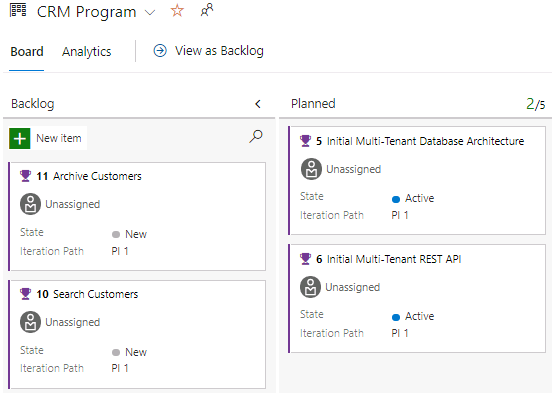 CRM Program
Board Analytics View as Backlog
Backlog
New item
11 Archive Customers
Unassigned
State New
Iteration Path PI 1
10 Search Customers
Unassigned
State New
Iteration Path PI 1
Planned 2/5
5 Initial Multi-Tenant Database Architecture
Unassigned
State Active
Iteration Path PI 1
6 Initial Multi-Tenant REST API
Unassigned
State Active
Iteration Path PI 1